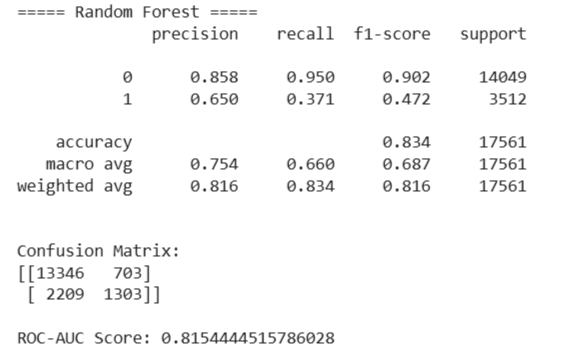 ===== Random Forest =====
precision recall f1-score support
0 0.858 0.950 0.902 14049
1 0.650 0.371 0.472 3512
accuracy 0.834 17561
macro avg 0.754 0.660 0.687 17561
weighted avg 0.816 0.834 0.816 17561
Confusion Matrix:
[[13346 703]
[ 2209 1303]]
ROC-AUC Score: 0.8154444515786028